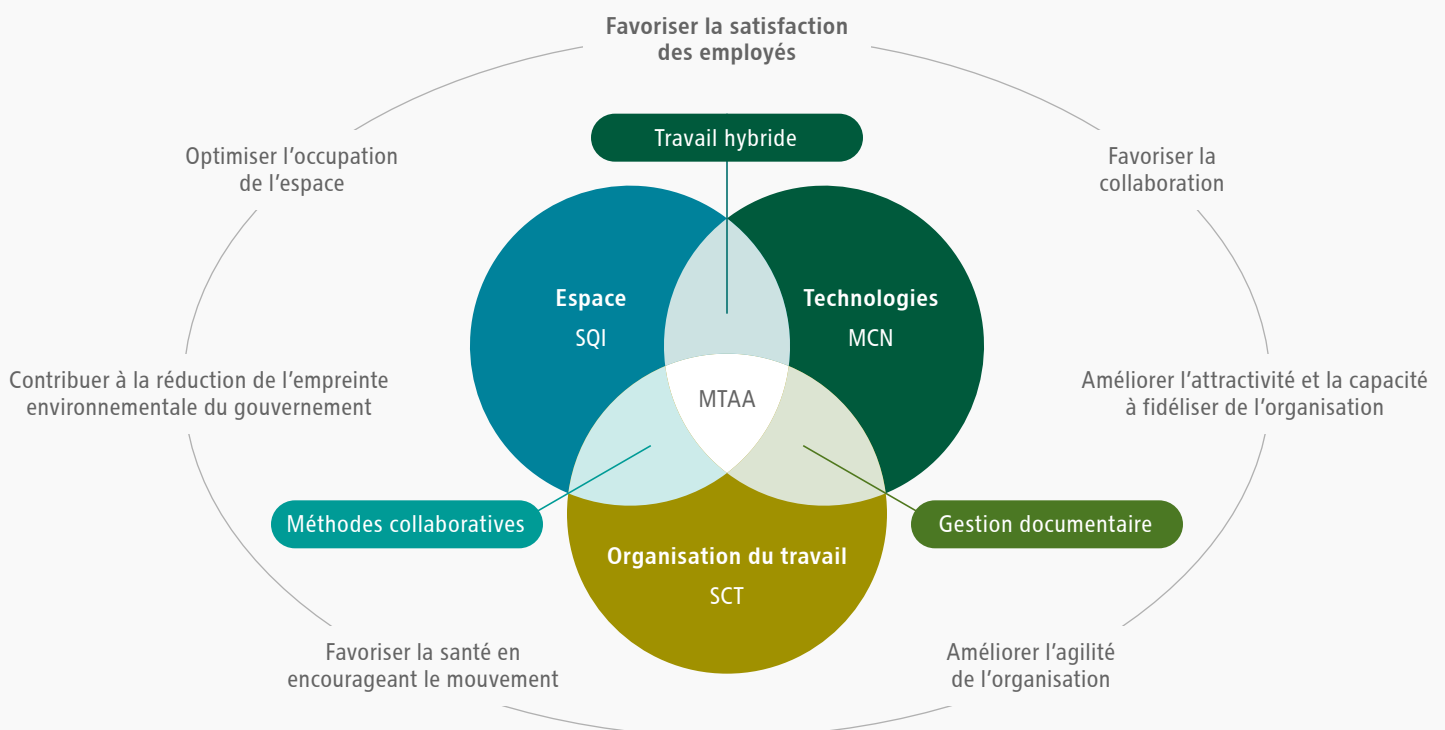 Favoriser la satisfaction
des employés
Travail hybride
Optimiser l’occupation
de l’espace
Favoriser la
collaboration
Espace
SQI
Technologies
MCN
Contribuer à la réduction de l’empreinte
environnementale du gouvernement
MTAA
Améliorer l’attractivité et la capacité
à fidéliser de l’organisation
Méthodes collaboratives
Gestion documentaire
Organisation du travail
SCT
Favoriser la santé en
encourageant le mouvement
Améliorer l’agilité
de l’organisation